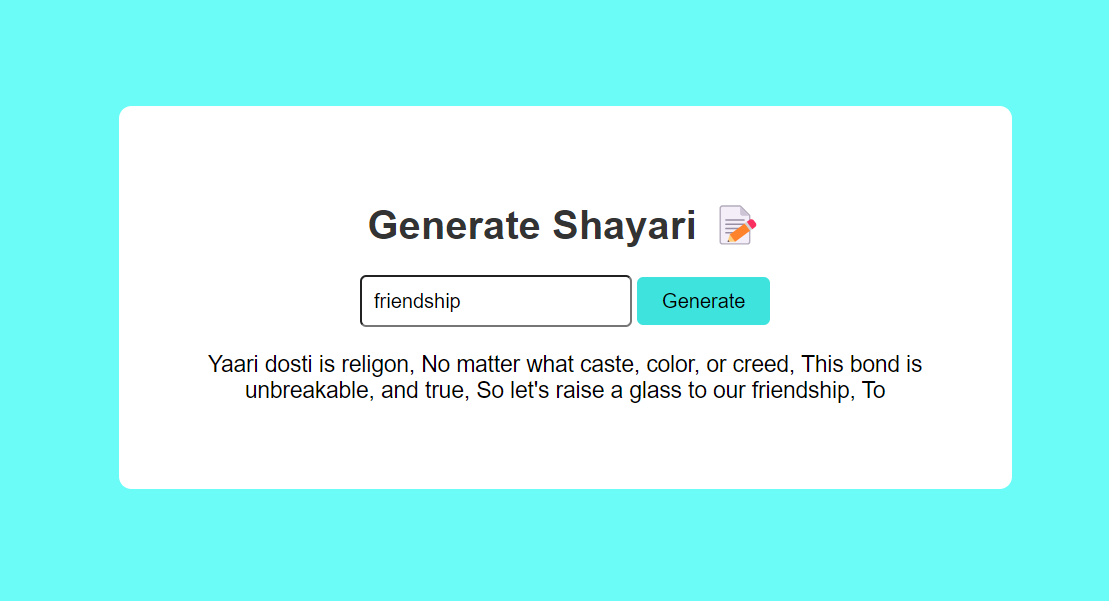 Generate Shayari
friendship
Generate
Yaari dosti is religon, No matter what caste, color, or creed, This bond is
unbreakable, and true, So let's raise a glass to our friendship, To